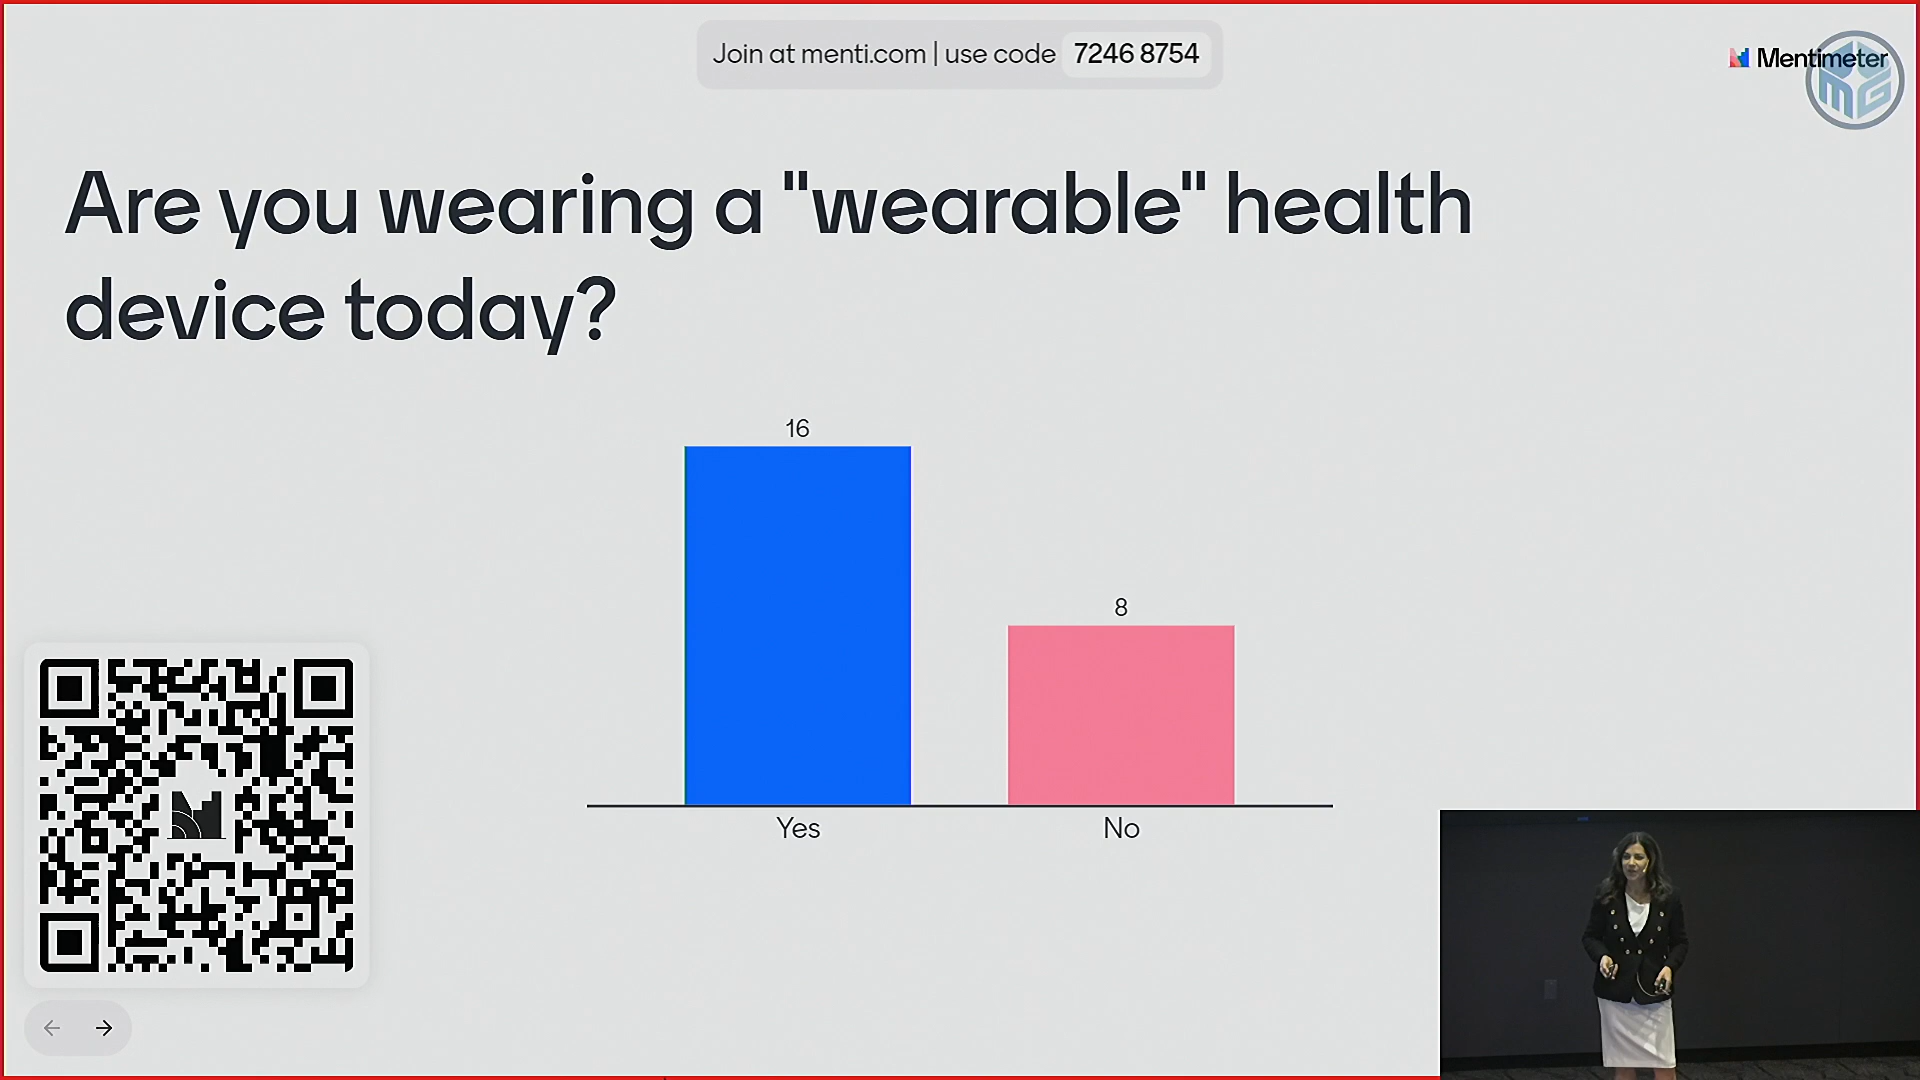 Join at menti.com | use code 7246 8754
Mentimeter
MG
Are you wearing a "wearable" health
device today?
16
8
Yes
No